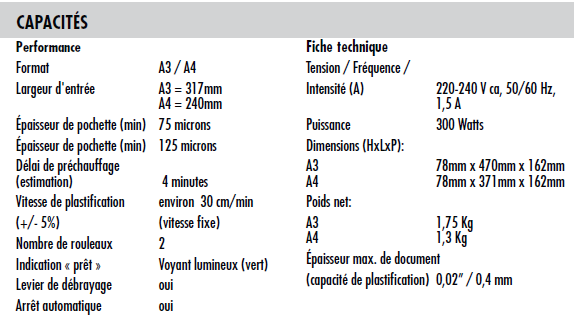 CAPACITÉS
Performance
Format A3 / A4
Largeur d'entrée A3 = 317mm
A4 = 240mm
Épaisseur de pochette (min) 75 microns
Épaisseur de pochette (min) 125 microns
Délai de préchauffage
(estimation) 4 minutes
Vitesse de plastification environ 30 cm/min
(+/- 5%) (vitesse fixe)
Nombre de rouleaux 2
Indication « prêt » Voyant lumineux (vert)
Levier de débrayage oui
Arrêt automatique oui
Fiche technique
Tension / Fréquence /
Intensité (A) 220-240 V ca, 50/60 Hz,
1,5 A
Puissance 300 Watts
Dimensions (HxLxP):
A3 78mm x 470mm x 162mm
A4 78mm x 371mm x 162mm
Poids net:
A3 1,75 Kg
A4 1,3 Kg
Épaisseur max. de document
(capacité de plastification) 0,02" / 0,4 mm